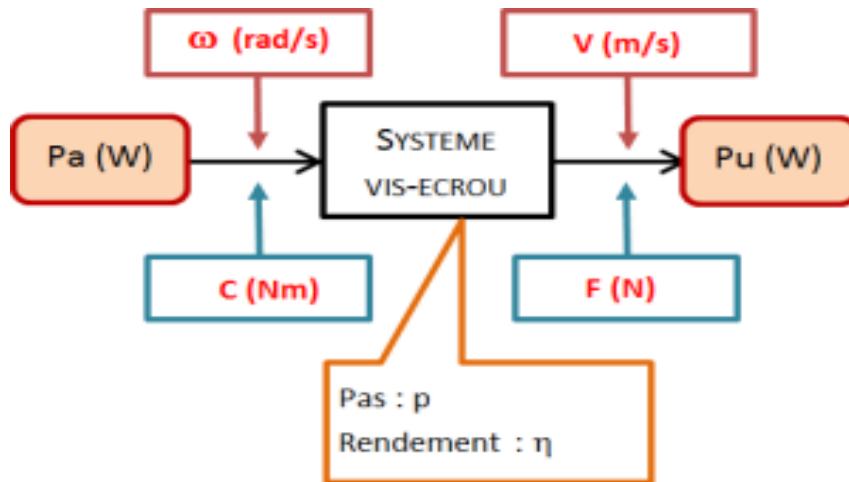 ω (rad/s)
V (m/s)
Pa (W)
SYSTEME
VIS-ECROU
Pu (W)
C (Nm)
F (N)
Pas : p
Rendement : η